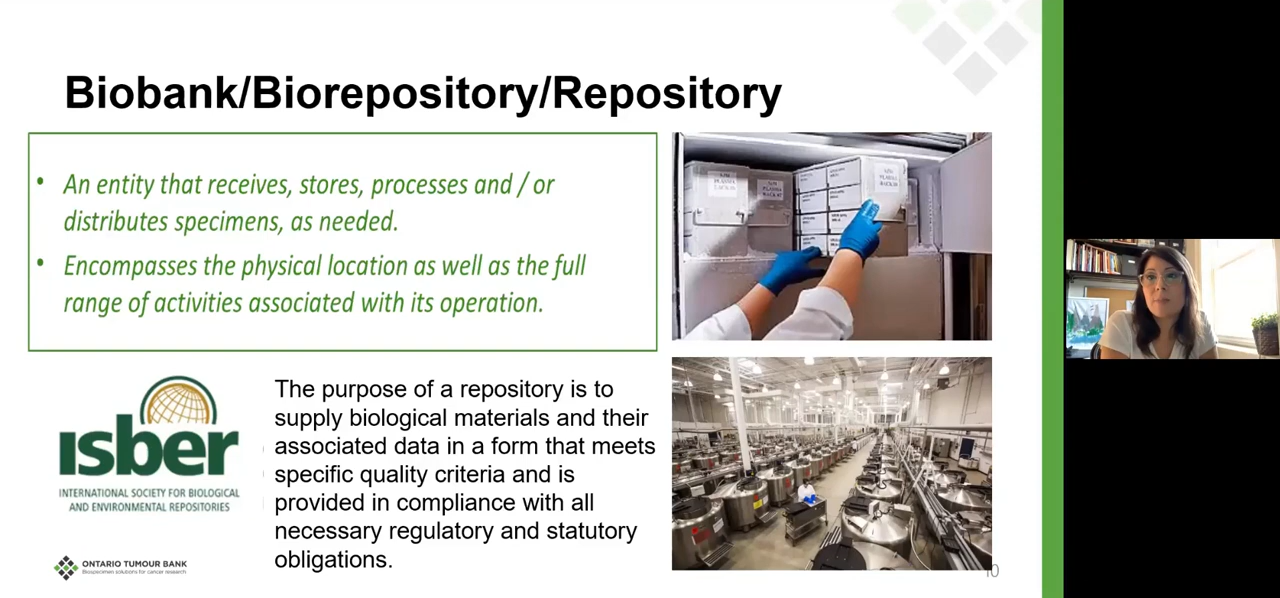 Biobank/Biorepository/Repository
• An entity that receives, stores, processes and / or
distributes specimens, as needed.
• Encompasses the physical location as well as the full
range of activities associated with its operation.
isber
INTERNATIONAL SOCIETY FOR BIOLOGICAL
AND ENVIRONMENTAL REPOSITORIES
The purpose of a repository is to
supply biological materials and their
associated data in a form that meets
specific quality criteria and is
provided in compliance with all
necessary regulatory and statutory
obligations.
ONTARIO TUMOUR BANK
Biospecimen solutions for cancer research
10